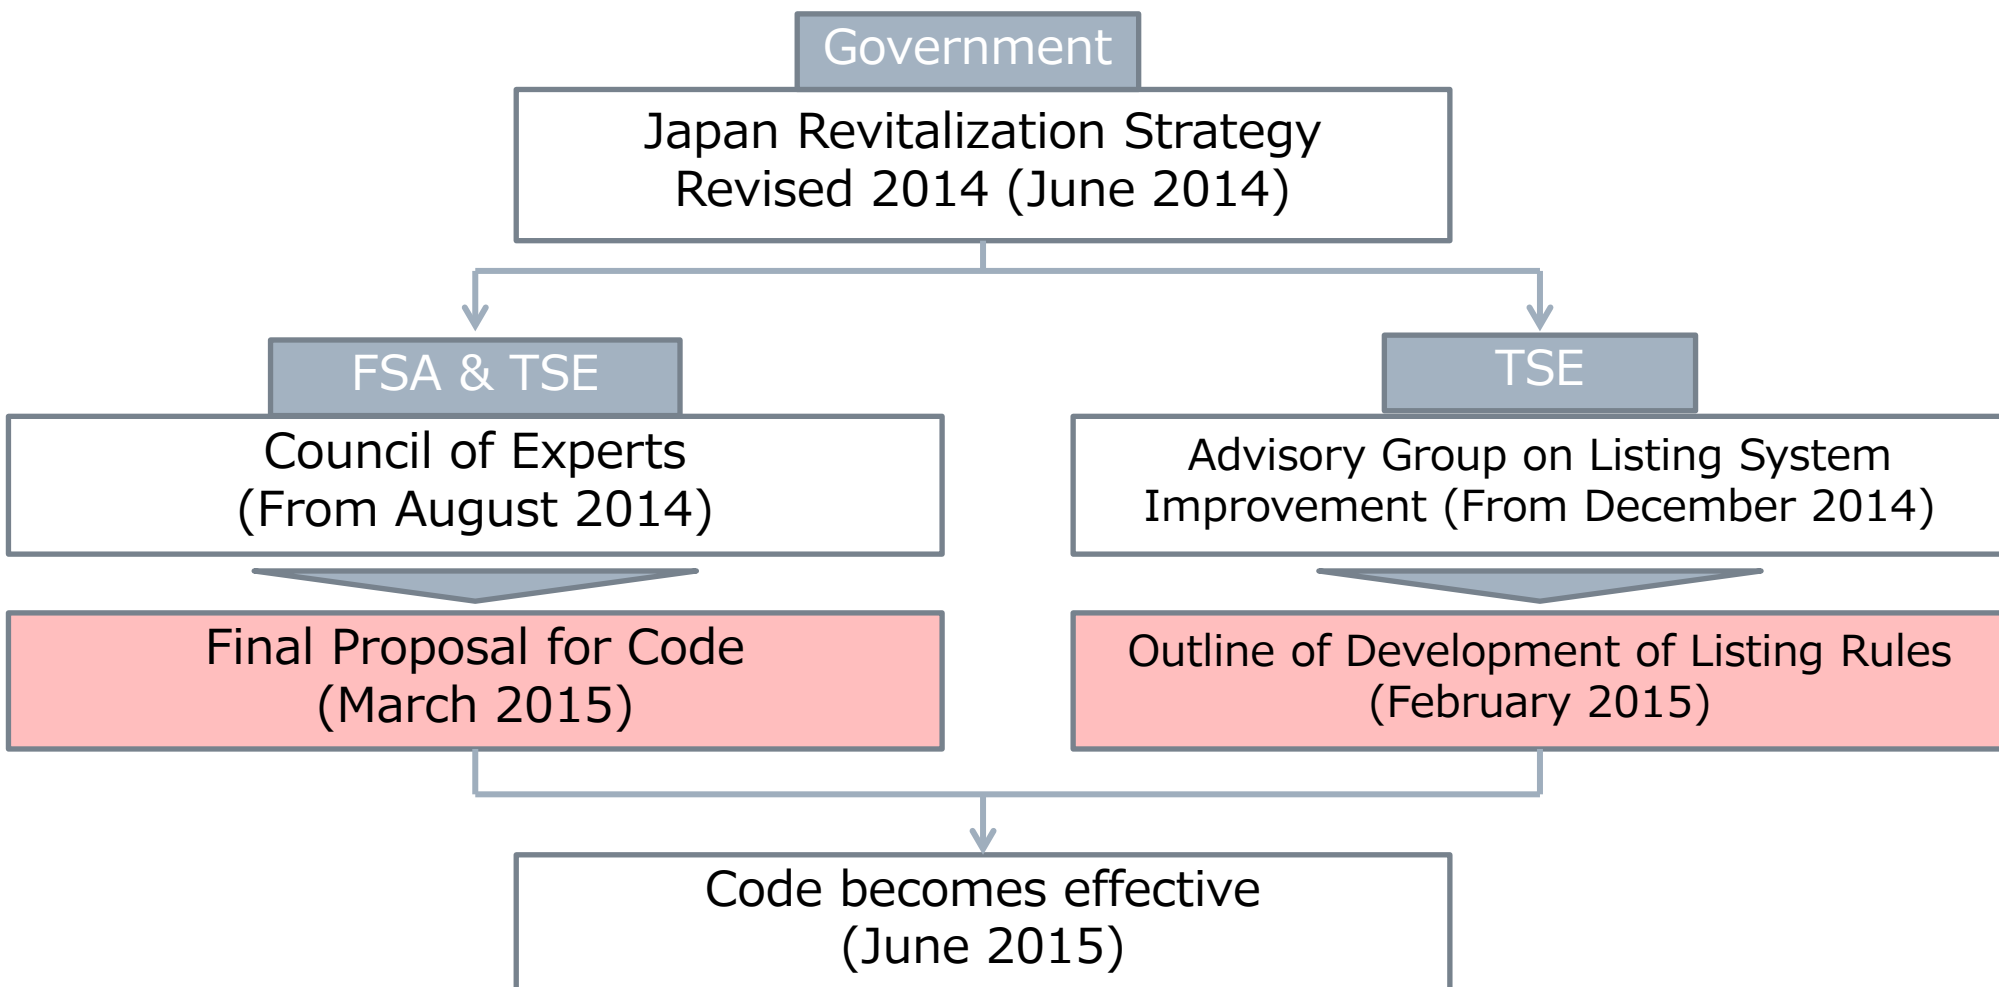 Government
Japan Revitalization Strategy
Revised 2014 (June 2014)
FSA & TSE
Council of Experts
(From August 2014)
Final Proposal for Code
(March 2015)
TSE
Advisory Group on Listing System
Improvement (From December 2014)
Outline of Development of Listing Rules
(February 2015)
Code becomes effective
(June 2015)